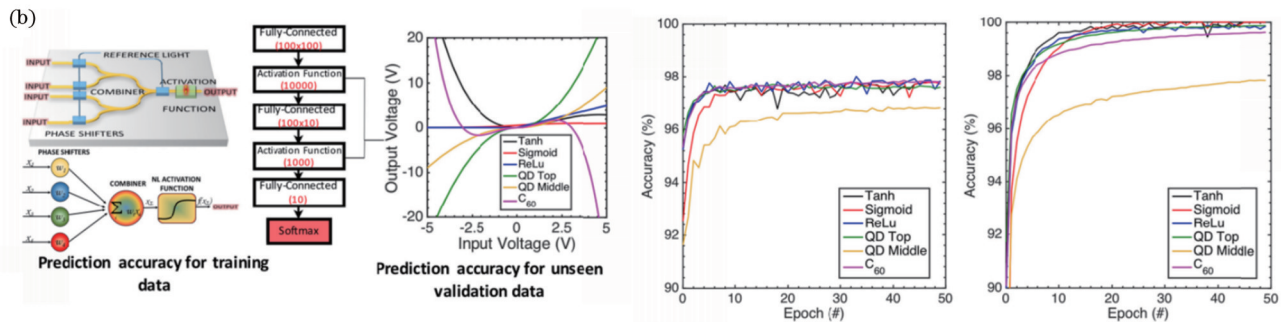 (b)
REFERENCE LIGHT
INPUT
INPUT
INPUT
INPUT
COMBINER
ACTIVATION
OUTPUT
FUNCTION
PHASE SHIFTERS
PHASE SHIFTERS
COMBINER
NL ACTIVATION
FUNCTION
OUTPUT
Fully-Connected
(100x100)
Activation Function
(10000)
Fully-Connected
(100x10)
Activation Function
(1000)
Fully-Connected
(10)
Softmax
Output Voltage (V)
20
10
0
-10
-20
Tanh
Sigmoid
ReLu
QD Top
QD Middle
C60
-5
-2.5
0
2.5
5
Input Voltage (V)
Prediction accuracy for training
data
Prediction accuracy for unseen
validation data
Accuracy (%)
100
98
96
94
92
90
Tanh
Sigmoid
ReLu
QD Top
QD Middle
C60
0 10 20 30 40 50
Epoch (#)
Accuracy (%)
100
98
96
94
92
90
Tanh
Sigmoid
ReLu
QD Top
QD Middle
C60
0 10 20 30 40 50
Epoch (#)